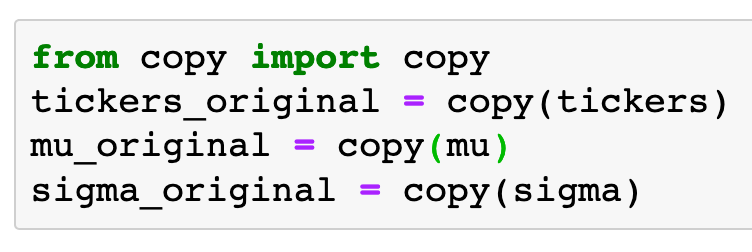 from copy import copy
tickers_original = copy(tickers)
mu_original = copy(mu)
sigma_original = copy(sigma)